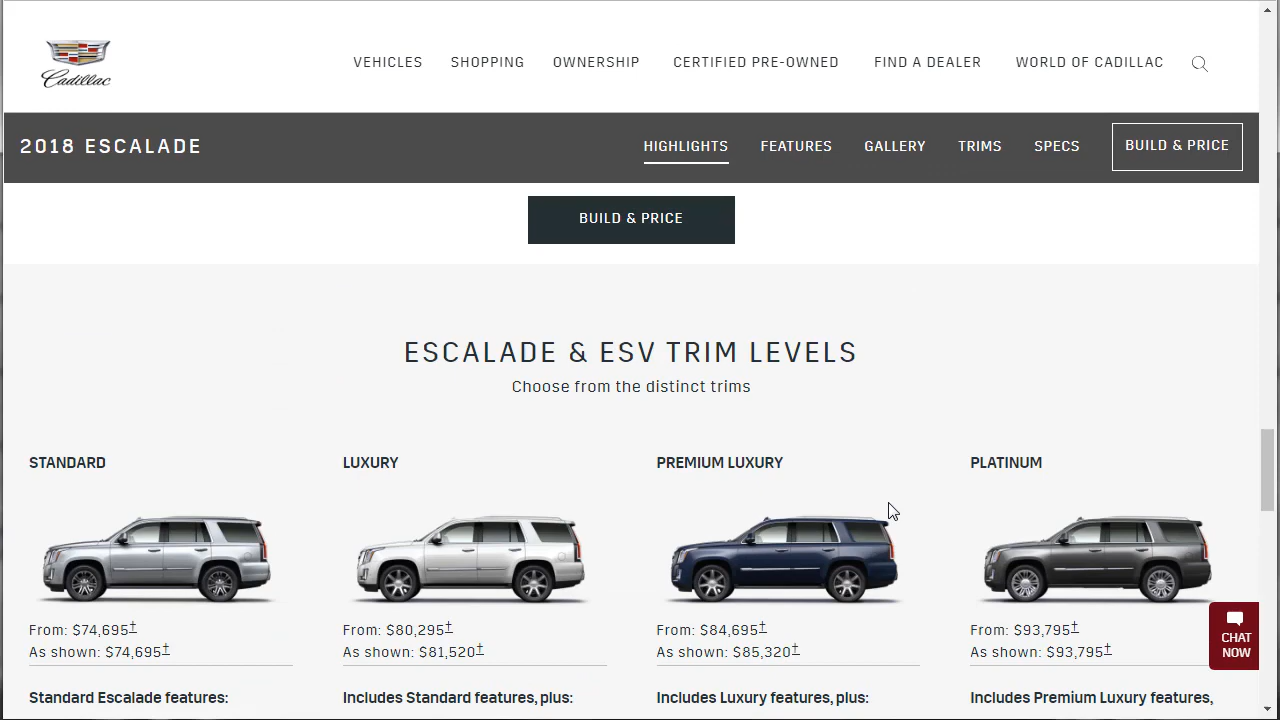 Cadillac
VEHICLES SHOPPING OWNERSHIP CERTIFIED PRE-OWNED FIND A DEALER WORLD OF CADILLAC
2018 ESCALADE HIGHLIGHTS FEATURES GALLERY TRIMS SPECS BUILD & PRICE
BUILD & PRICE
ESCALADE & ESV TRIM LEVELS
Choose from the distinct trims
STANDARD LUXURY PREMIUM LUXURY PLATINUM
From: $74,695† From: $80,295† From: $84,695† From: $93,795†
As shown: $74,695† As shown: $81,520† As shown: $85,320† As shown: $93,795†
CHAT
NOW
Standard Escalade features: Includes Standard features, plus: Includes Luxury features, plus: Includes Premium Luxury features,